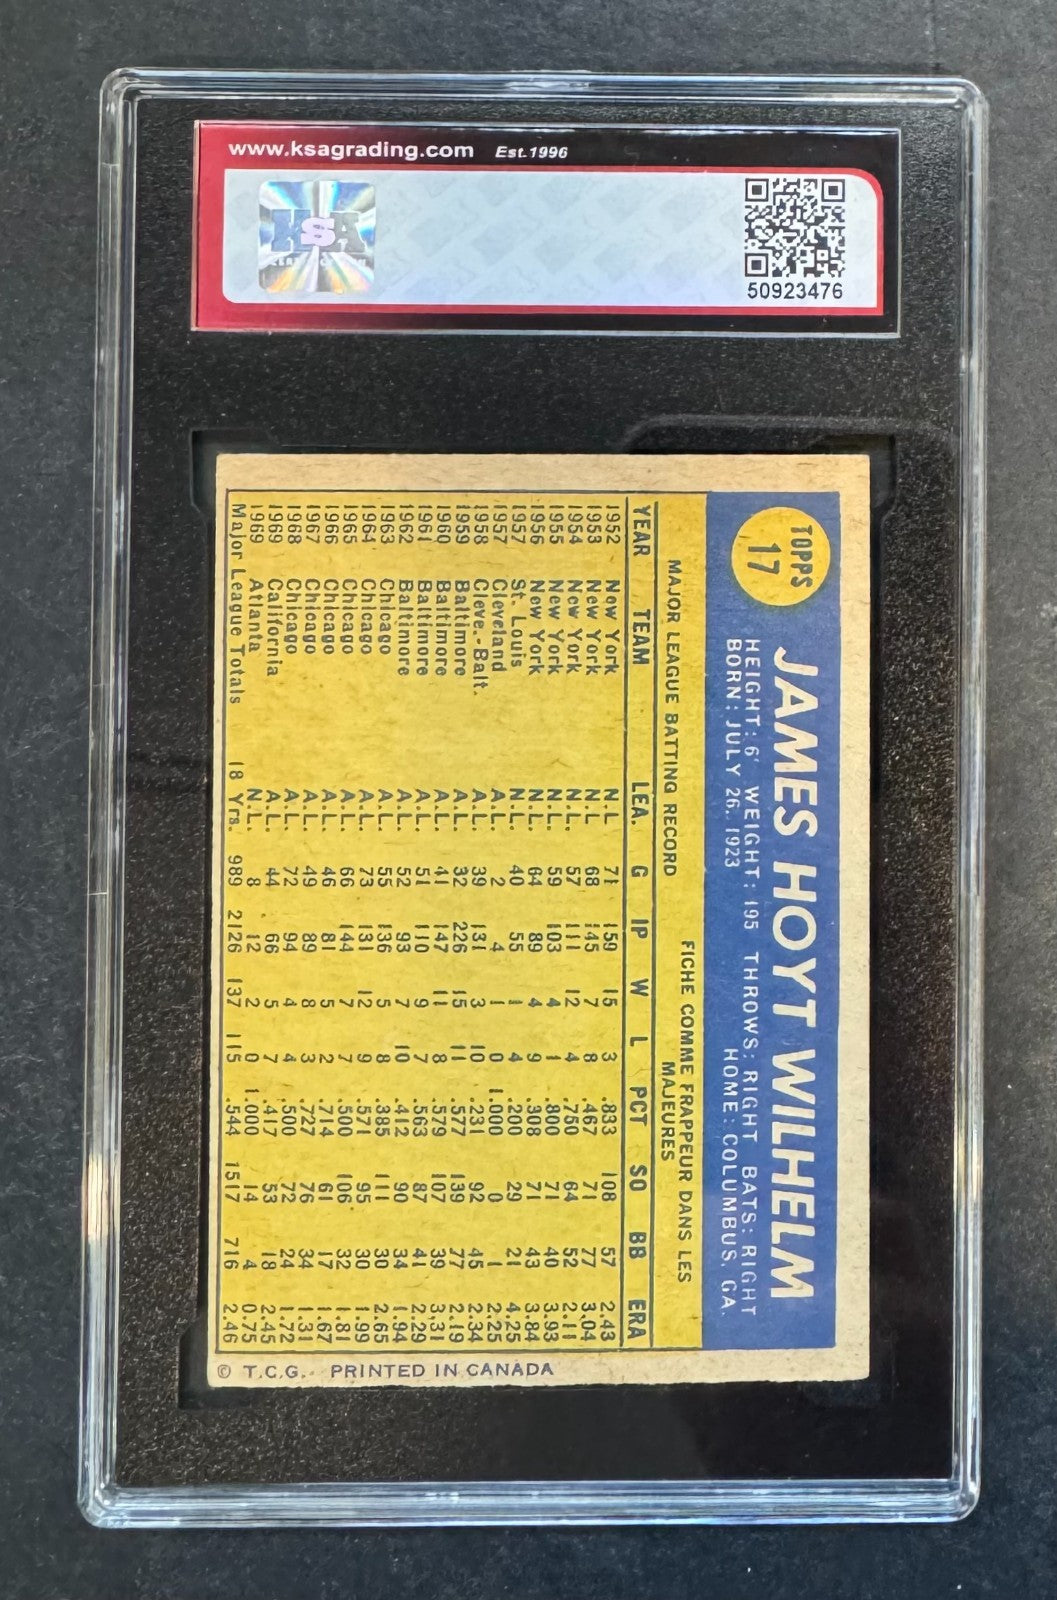 www.ksagrading.com Est.1996
KSA
50923476
TOPPS
17
JAMES HOYT WILHELM
HEIGHT: 6' WEIGHT: 195 THROWS: RIGHT BATS: RIGHT
BORN: JULY 26, 1923 HOME: COLUMBUS, GA.
MAJOR LEAGUE BATTING RECORD FICHE COMME FRAPPEUR DANS LES MAJEURES
YEAR TEAM LEA. G IP W L PCT SO BB ERA
1952 New York N.L 71 159 15 3 .833 108 57 2.43
1953 New York N.L 68 145 7 8 .467 71 77 3.04
1954 New York N.L. 57 111 12 4 .750 64 52 2.11
1955 New York N.L. 59 103 4 1 .800 71 40 3.93
1956 New York N.L. 64 89 4 9 .308 71 43 3.84
1957 St. Louis N.L. 40 55 1 4 .200 29 21 4.25
1957 Cleveland A.L. 2 4 1 0 1.000 0 1 2.25
1958 Cleve.-Balt. A.L. 39 131 3 10 .231 92 45 2.34
1959 Baltimore A.L. 32 226 15 11 .577 139 77 2.19
1960 Baltimore A.L. 41 147 11 8 .579 107 39 3.31
1961 Baltimore A.L. 51 110 9 7 .563 87 41 2.29
1962 Baltimore A.L. 52 93 7 10 .412 90 34 1.94
1963 Chicago A.L. 55 136 5 8 .385 111 30 2.65
1964 Chicago A.L. 73 131 12 9 .571 95 30 1.99
1965 Chicago A.L. 66 144 7 7 .500 106 32 1.81
1966 Chicago A.L. 46 81 5 2 .714 61 17 1.67
1967 Chicago A.L. 49 89 8 3 .727 76 34 1.31
1968 Chicago A.L. 72 94 4 4 .500 72 24 1.72
1969 California A.L. 44 66 5 7 .417 53 18 2.45
1969 Atlanta N.L. 8 12 2 0 1.000 14 4 0.75
Major League Totals 18 Yrs. 989 2126 137 115 .544 1517 716 2.46
© T.C.G. PRINTED IN CANADA